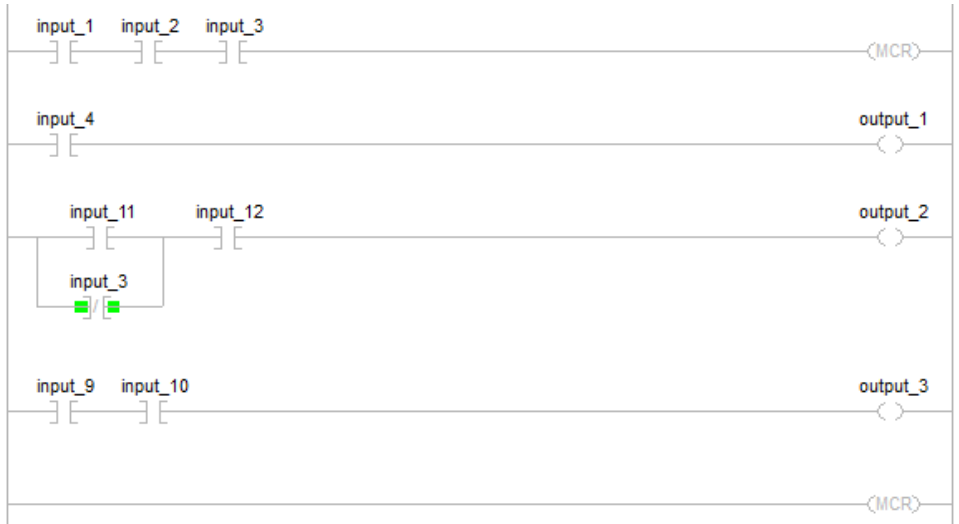 input_1 input_2 input_3
(MCR)
input_4 output_1
input_11 input_12 output_2
input_3
input_9 input_10 output_3
(MCR)